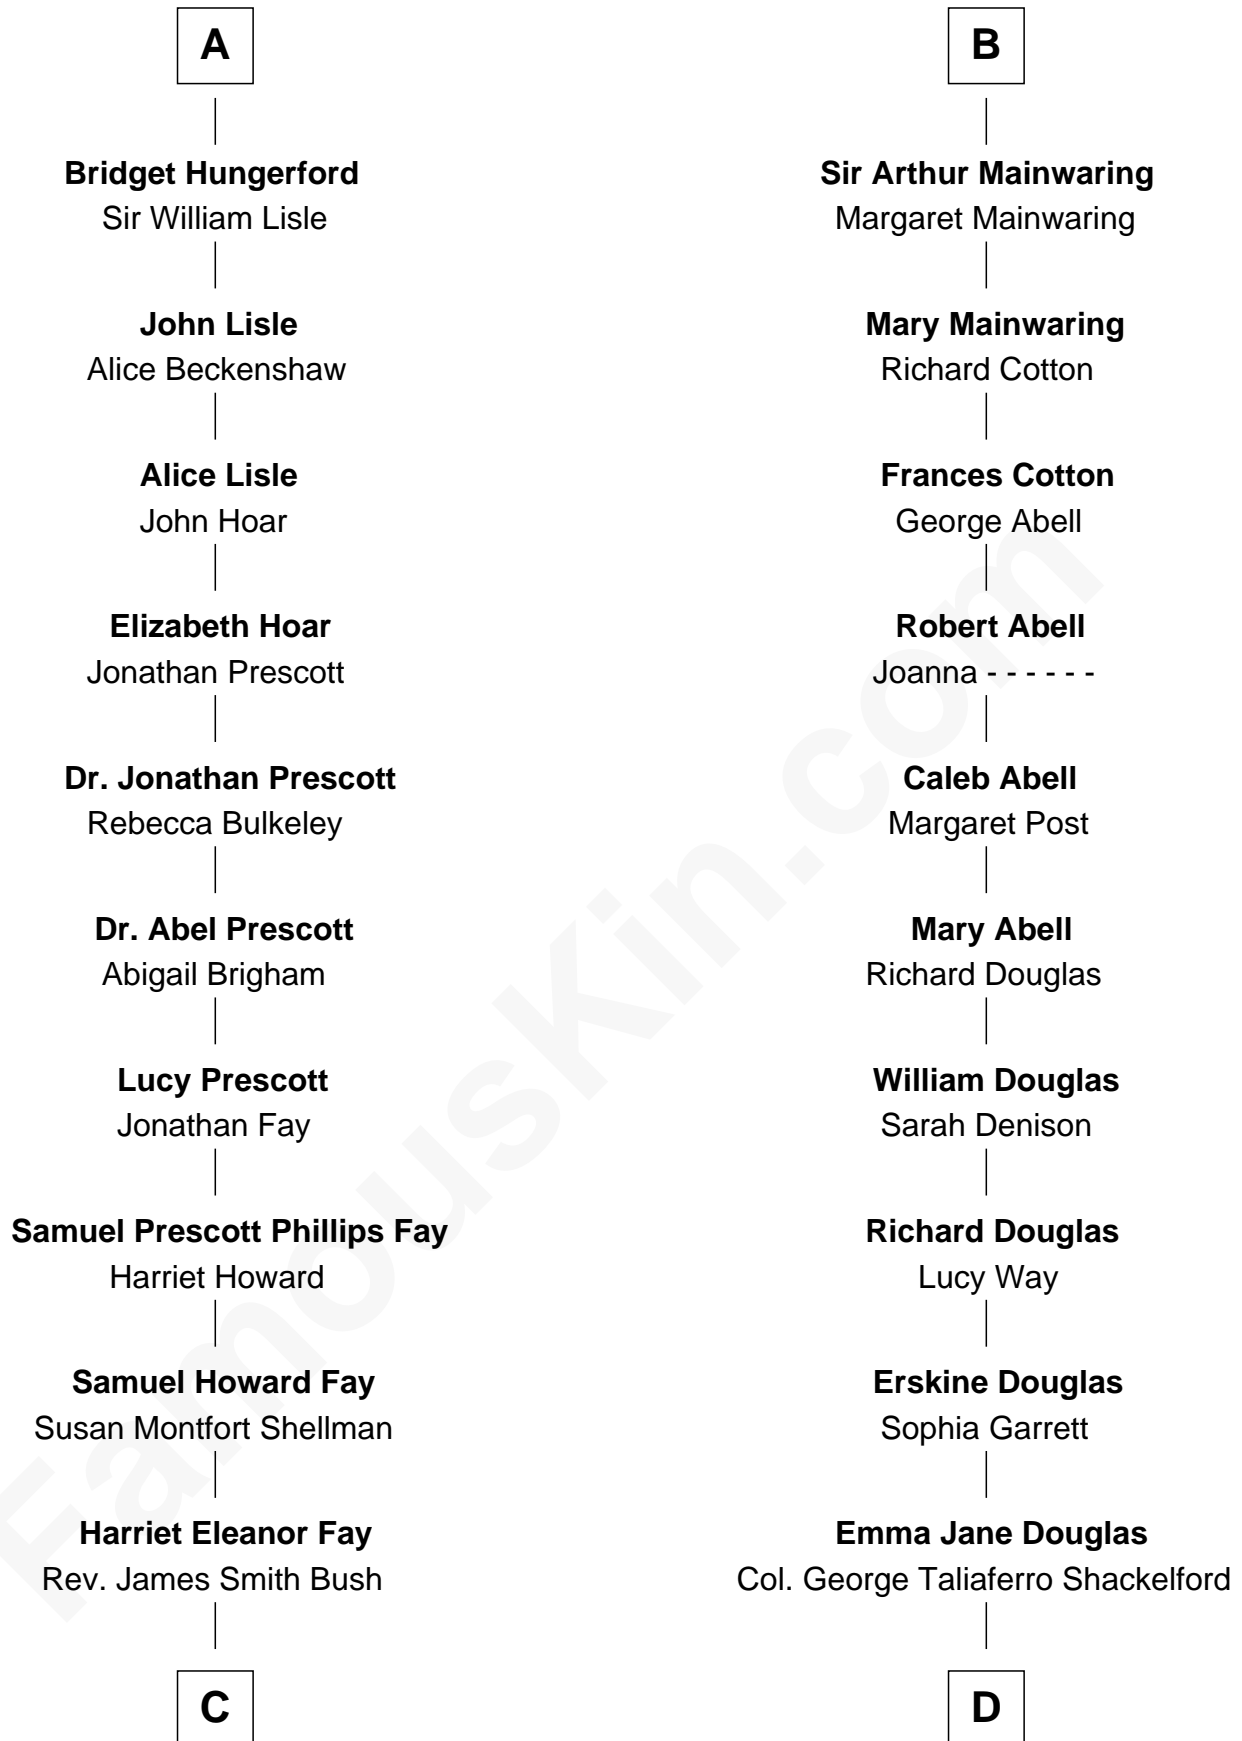 A
Bridget Hungerford
Sir William Lisle
John Lisle
Alice Beckenshaw
Alice Lisle
John Hoar
Elizabeth Hoar
Jonathan Prescott
Dr. Jonathan Prescott
Rebecca Bulkeley
Dr. Abel Prescott
Abigail Brigham
Lucy Prescott
Jonathan Fay
Samuel Prescott Phillips Fay
Harriet Howard
Samuel Howard Fay
Susan Montfort Shellman
Harriet Eleanor Fay
Rev. James Smith Bush
C
B
Sir Arthur Mainwaring
Margaret Mainwaring
Mary Mainwaring
Richard Cotton
Frances Cotton
George Abell
Robert Abell
Joanna - - - - - -
Caleb Abell
Margaret Post
Mary Abell
Richard Douglas
William Douglas
Sarah Denison
Richard Douglas
Lucy Way
Erskine Douglas
Sophia Garrett
Emma Jane Douglas
Col. George Taliaferro Shackelford
D
FamousKin.com